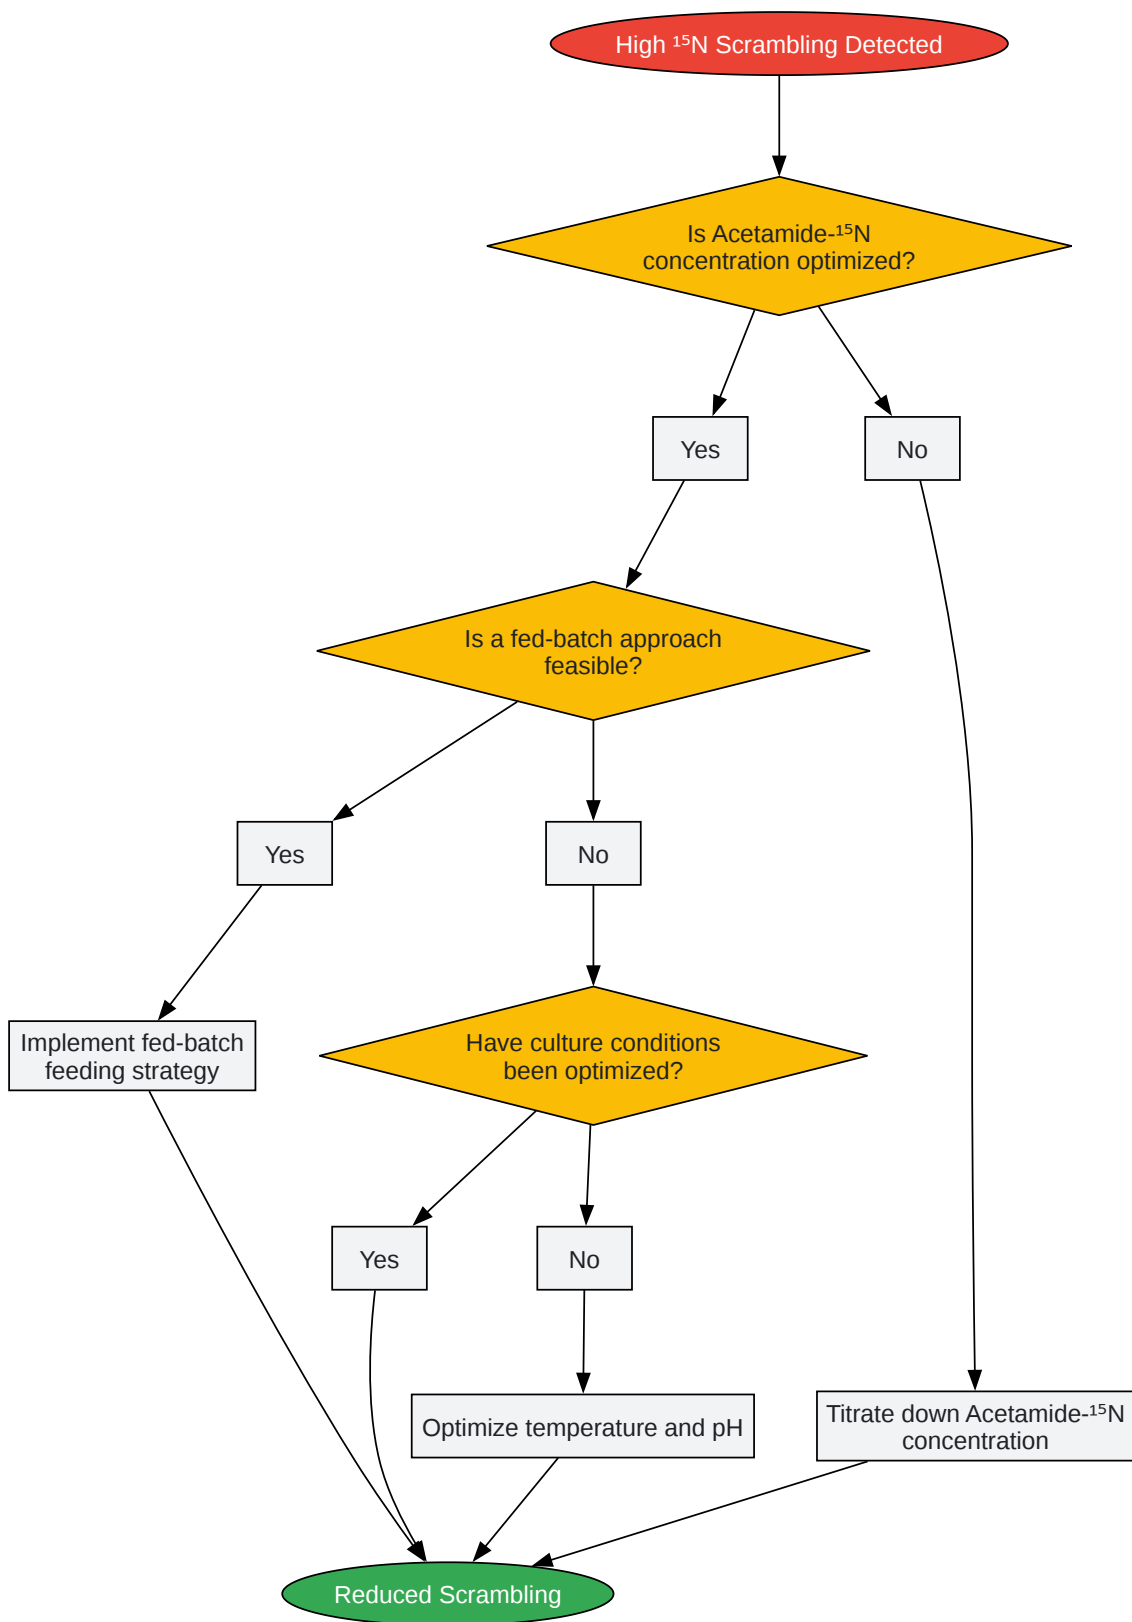 High ¹⁵N Scrambling Detected
Is Acetamide-¹⁵N
concentration optimized?
Yes
No
Is a fed-batch approach
feasible?
Yes
No
Implement fed-batch
feeding strategy
Have culture conditions
been optimized?
Yes
No
Optimize temperature and pH
Titrate down Acetamide-¹⁵N
concentration
Reduced Scrambling